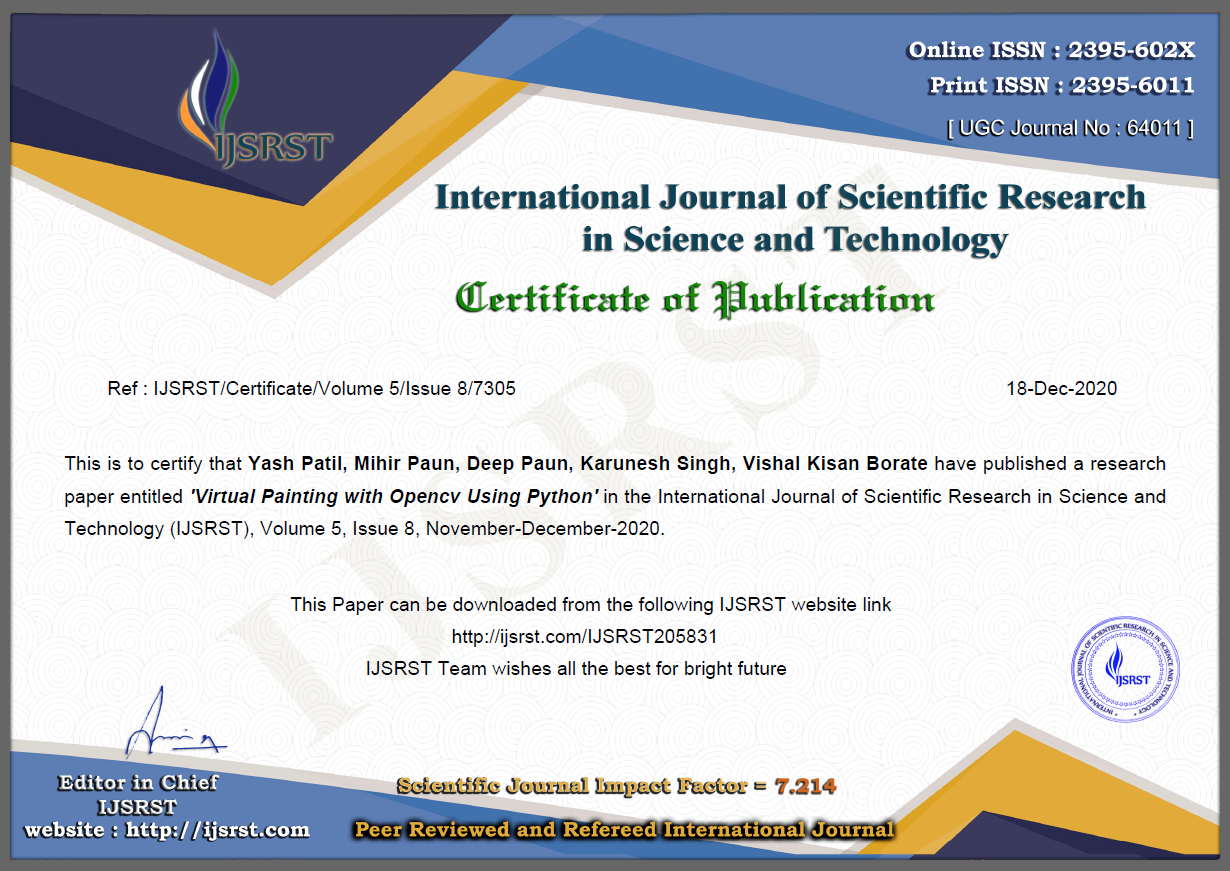 IJSRST
Online ISSN : 2395-602X
Print ISSN : 2395-6011
[ UGC Journal No : 64011 ]
International Journal of Scientific Research
in Science and Technology
Certificate of Publication
Ref : IJSRST/Certificate/Volume 5/Issue 8/7305
18-Dec-2020
This is to certify that Yash Patil, Mihir Paun, Deep Paun, Karunesh Singh, Vishal Kisan Borate have published a research
paper entitled 'Virtual Painting with Opencv Using Python' in the International Journal of Scientific Research in Science and
Technology (IJSRST), Volume 5, Issue 8, November-December-2020.
This Paper can be downloaded from the following IJSRST website link
http://ijsrst.com/IJSRST205831
IJSRST Team wishes all the best for bright future
INTERNATIONAL JOURNAL OF SCIENTIFIC RESEARCH IN SCIENCE AND TECHNOLOGY
IJSRST
Editor in Chief
IJSRST
website : http://ijsrst.com
Scientific Journal Impact Factor = 7.214
Peer Reviewed and Refereed International Journal
IJSRST